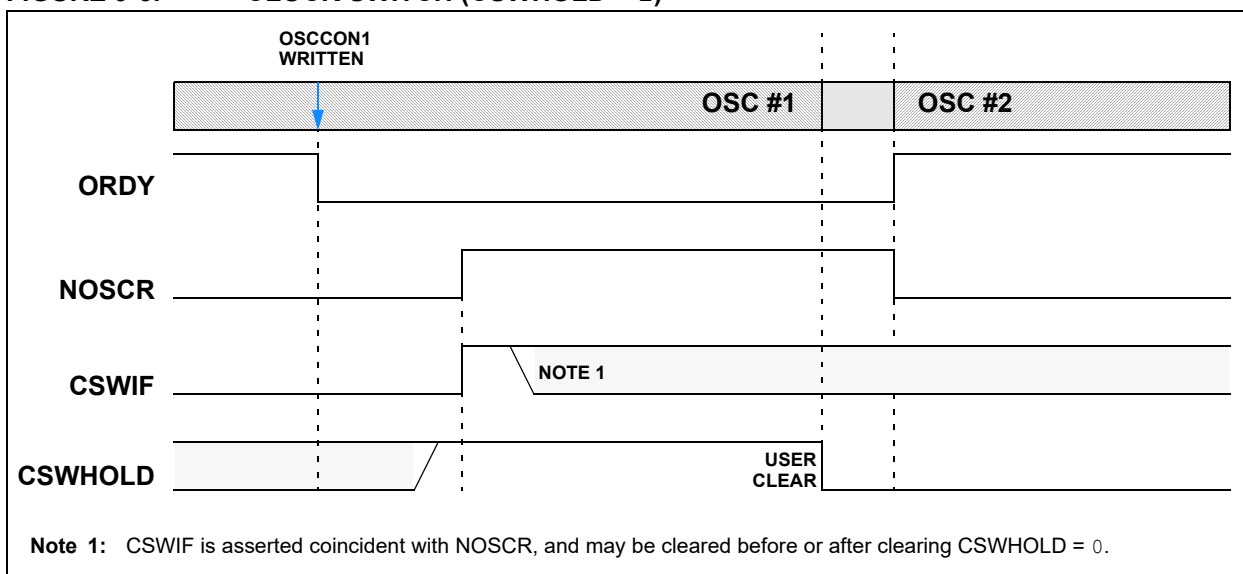 OSCCON1
WRITTEN
OSC #1
OSC #2
ORDY
NOSCR
CSWIF
NOTE 1
CSWHOLD
USER
CLEAR
Note 1: CSWIF is asserted coincident with NOSCR, and may be cleared before or after clearing CSWHOLD = 0.